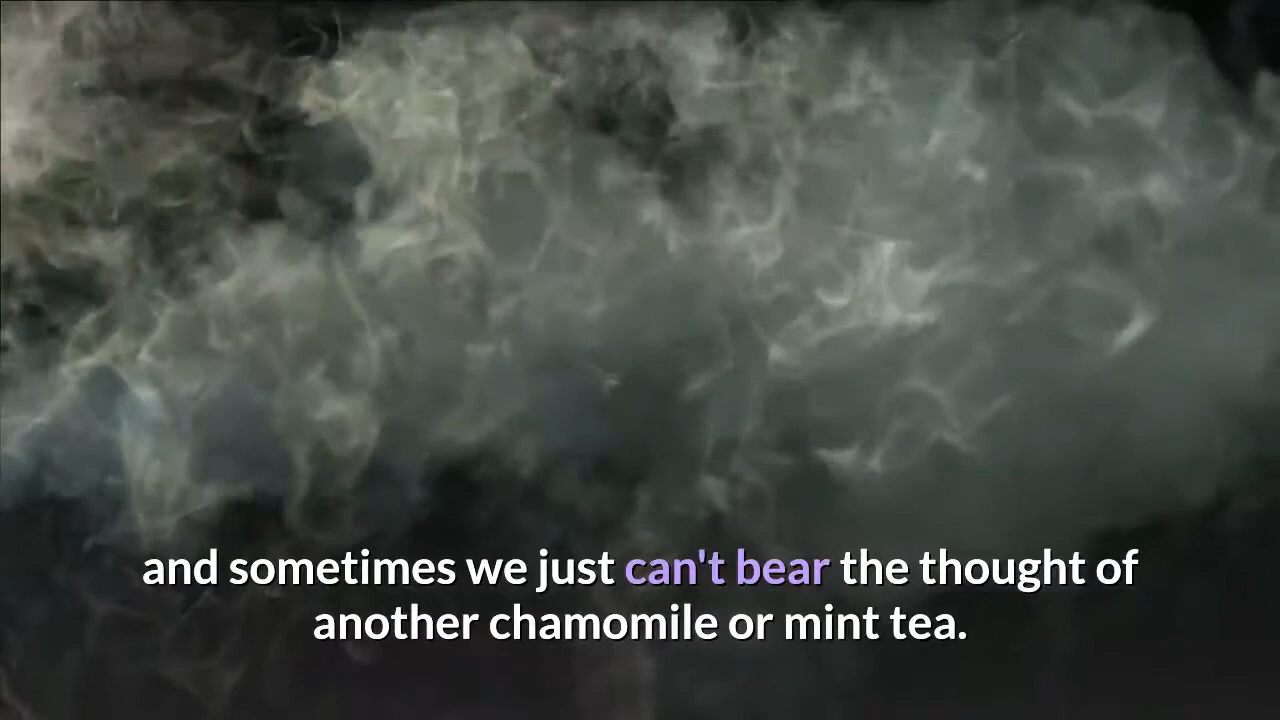 and sometimes we just can't bear the thought of
another chamomile or mint tea.